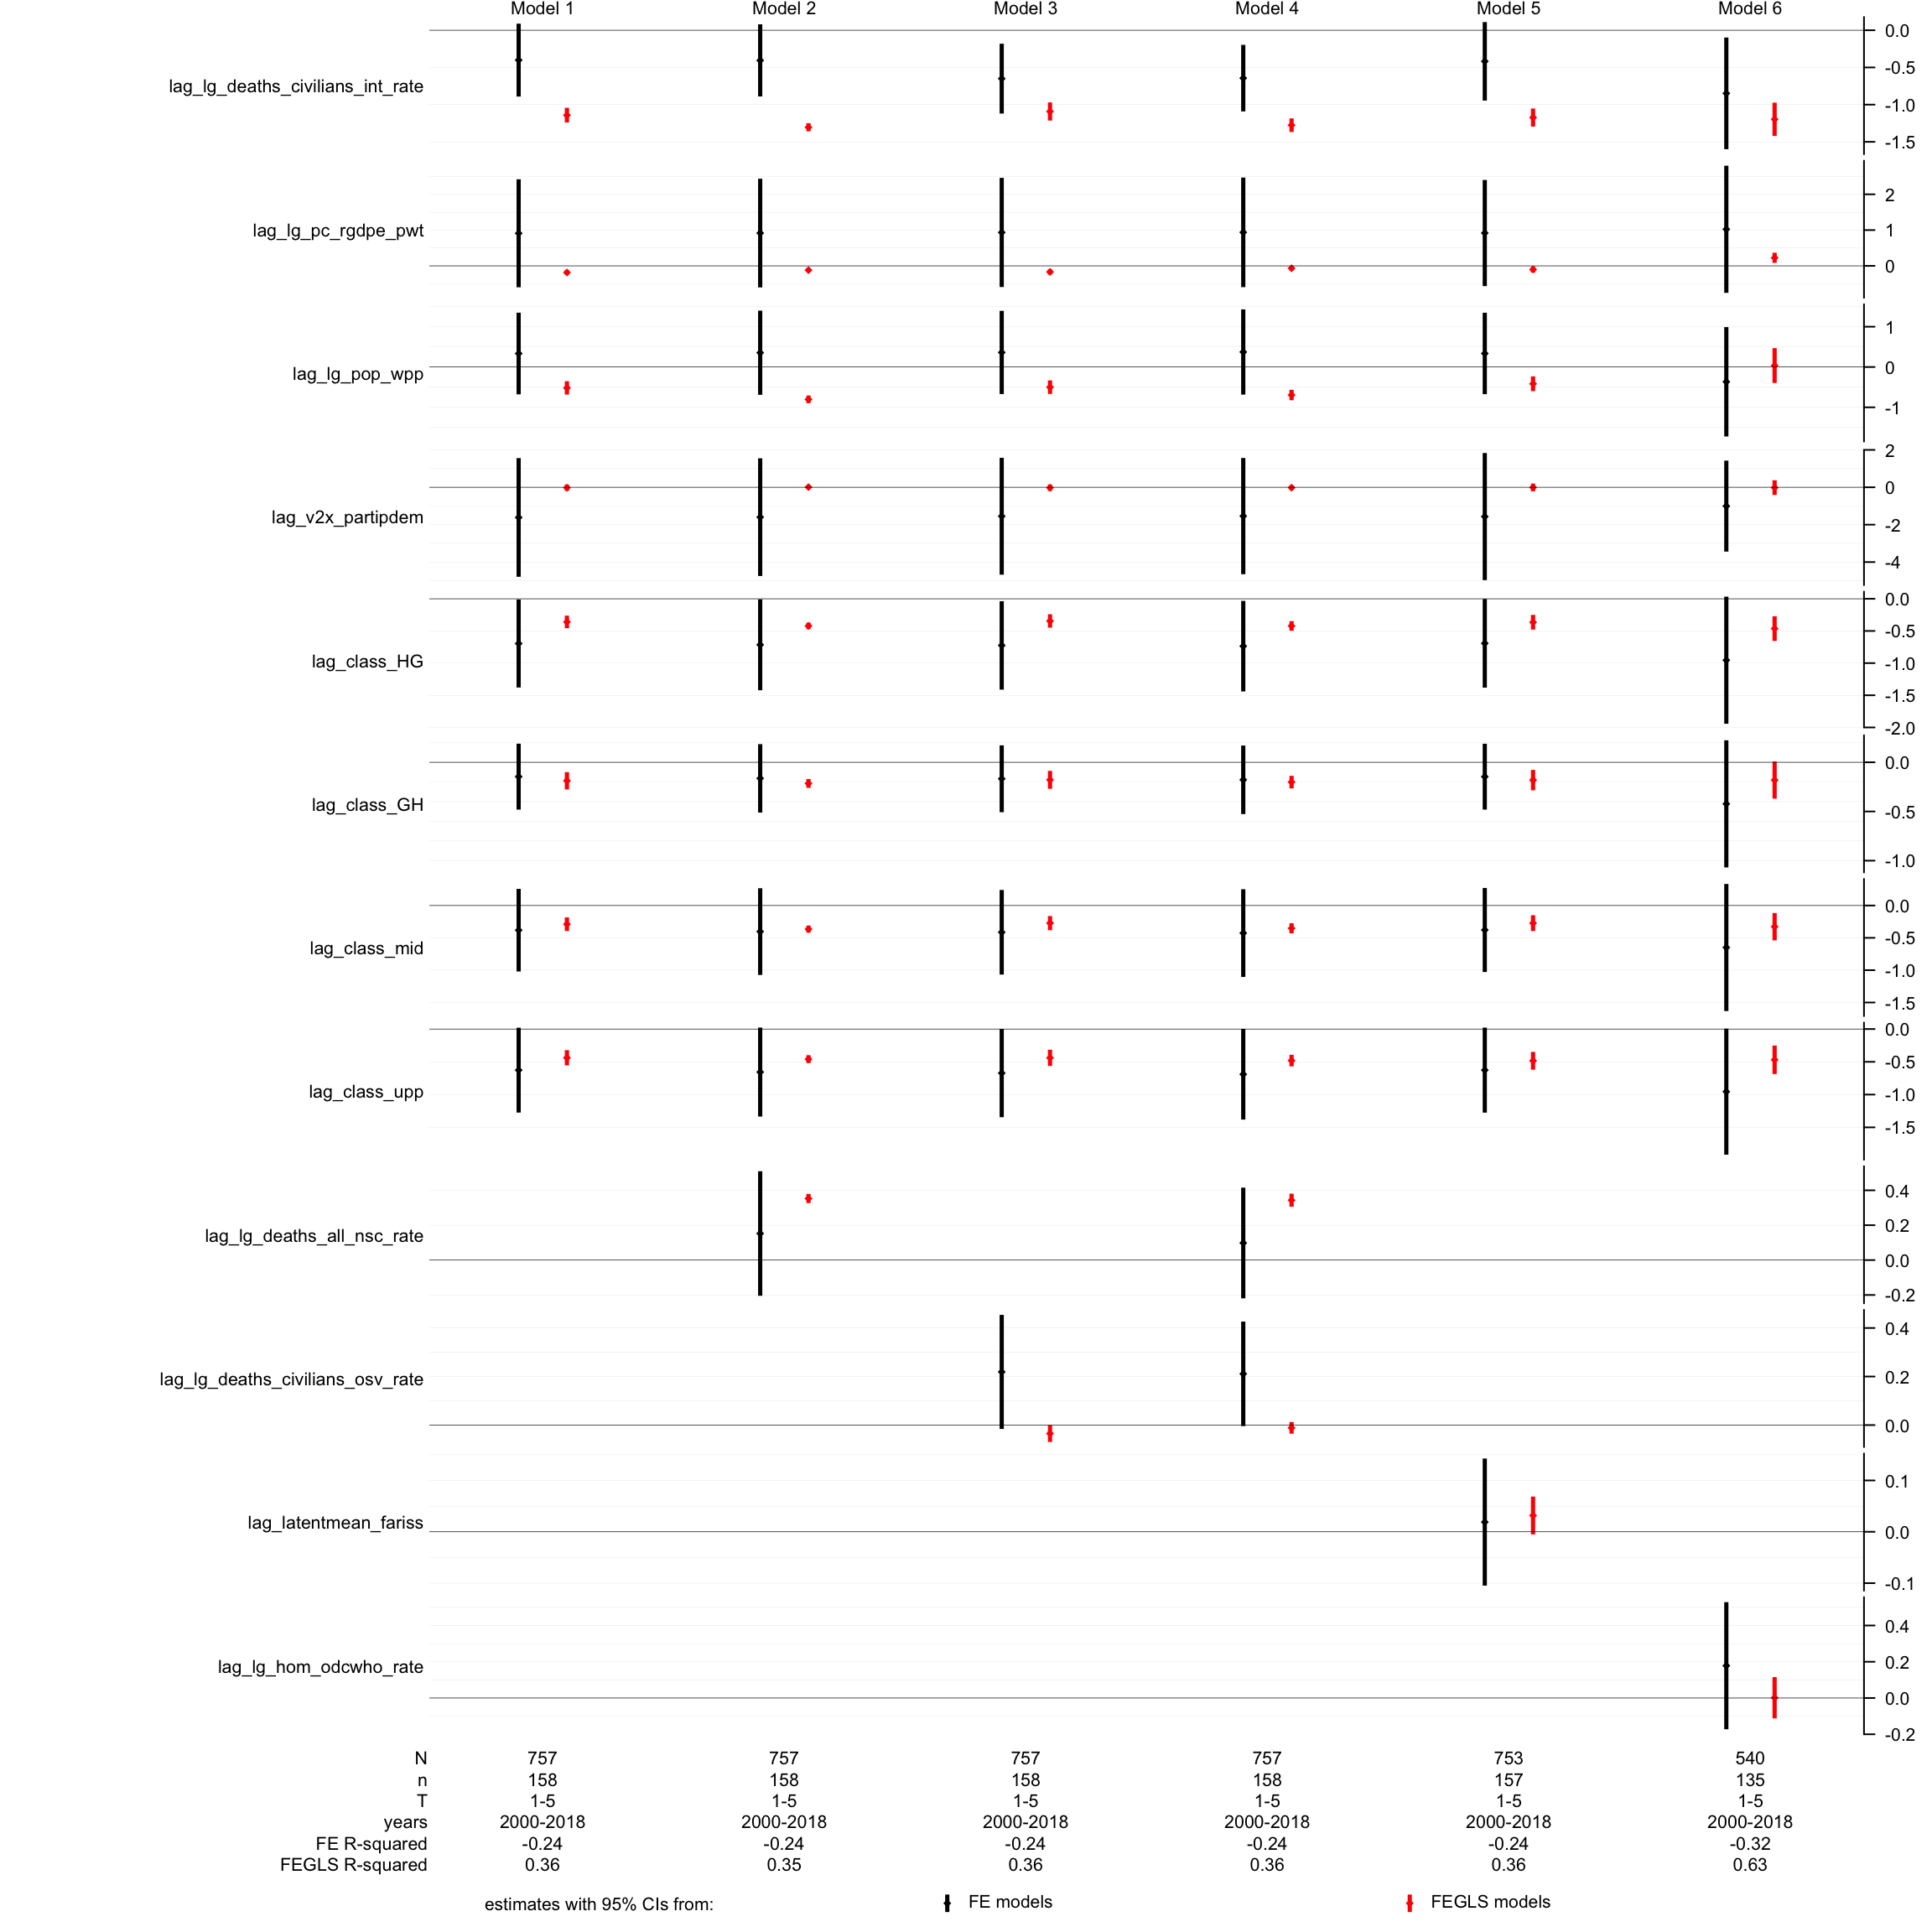 Model 1 Model 2 Model 3 Model 4 Model 5 Model 6
lag_lg_deaths_civilians_int_rate
0.0
-0.5
-1.0
-1.5
lag_lg_pc_rgdpe_pwt
2
1
0
lag_lg_pop_wpp
1
0
-1
lag_v2x_partipdem
2
0
-2
-4
lag_class_HG
0.0
-0.5
-1.0
-1.5
-2.0
lag_class_GH
0.0
-0.5
-1.0
lag_class_mid
0.0
-0.5
-1.0
-1.5
lag_class_upp
0.0
-0.5
-1.0
-1.5
lag_lg_deaths_all_nsc_rate
0.4
0.2
0.0
-0.2
lag_lg_deaths_civilians_osv_rate
0.4
0.2
0.0
lag_latentmean_fariss
0.1
0.0
-0.1
lag_lg_hom_odcwho_rate
0.4
0.2
0.0
-0.2
N 757 757 757 757 753 540
n 158 158 158 158 157 135
T 1-5 1-5 1-5 1-5 1-5 1-5
years 2000-2018 2000-2018 2000-2018 2000-2018 2000-2018 2000-2018
FE R-squared -0.24 -0.24 -0.24 -0.24 -0.24 -0.32
FEGLS R-squared 0.36 0.35 0.36 0.36 0.36 0.63
estimates with 95% CIs from: FE models FEGLS models